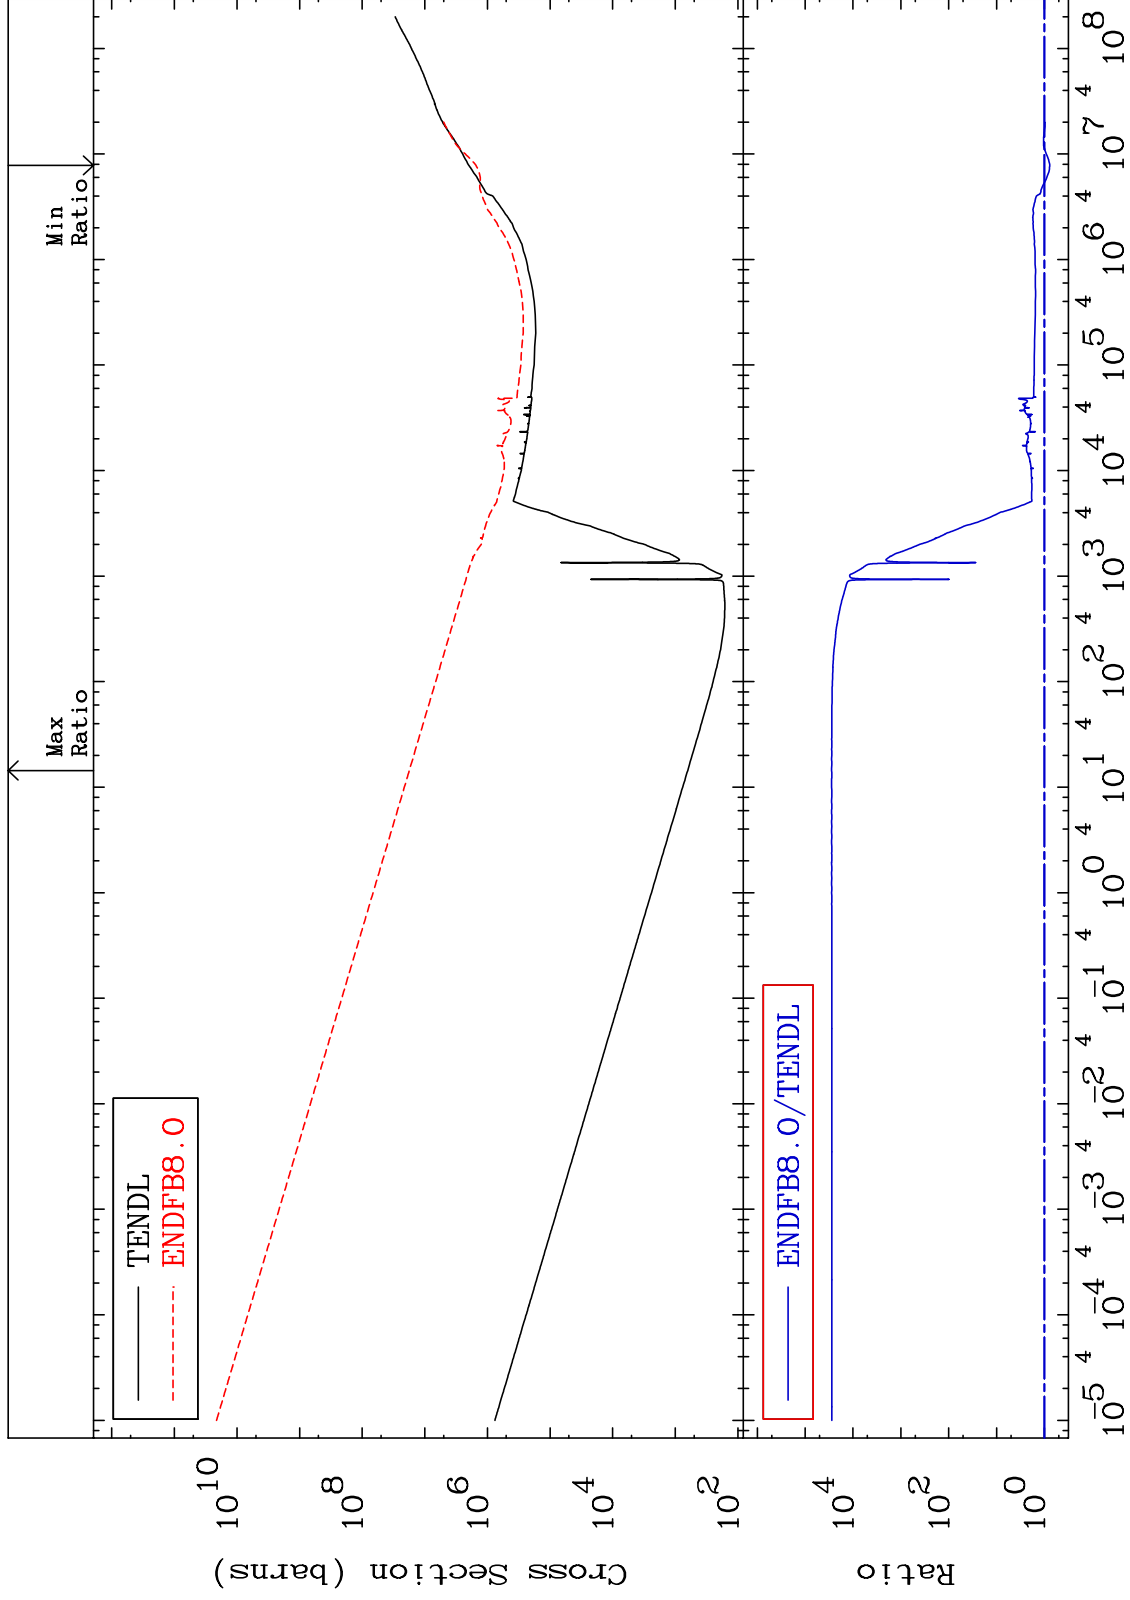 Max
Ratio
Min
Ratio
TENDL
ENDFB8.0
Cross Section (barns)
10^10
10^8
10^6
10^4
10^2
ENDFB8.0/TENDL
Ratio
10^4
10^2
10^0
10^-5 4 10^-4 4 10^-3 4 10^-2 4 10^-1 4 10^0 4 10^1 4 10^2 4 10^3 4 10^4 4 10^5 4 10^6 4 10^7 4 10^8